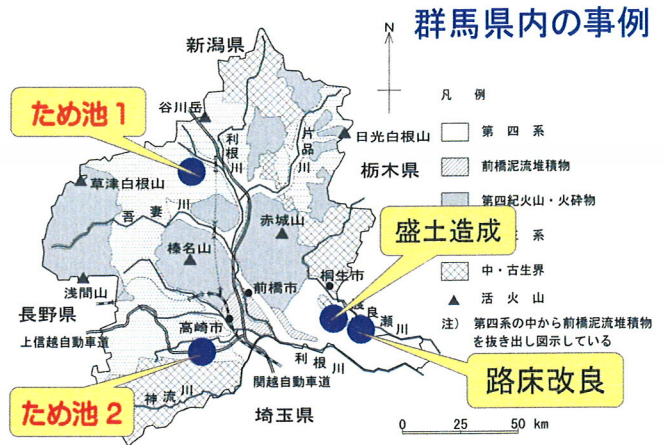 群馬県内の事例
新潟県
N
ため池1
谷川岳
利根川
片品川
日光白根山
栃木県
草津白根山
吾妻川
赤城山
榛名山
浅間山
前橋市
桐生市
盛土造成
良瀬川
長野県
高崎市
上信越自動車道
利根川
関越自動車道
路床改良
ため池2
神流川
埼玉県
凡例
第四系
前橋泥流堆積物
第四紀火山・火砕物
系
中・古生界
活火山
注) 第四系の中から前橋泥流堆積物
を抜き出し図示している
0 25 50 km